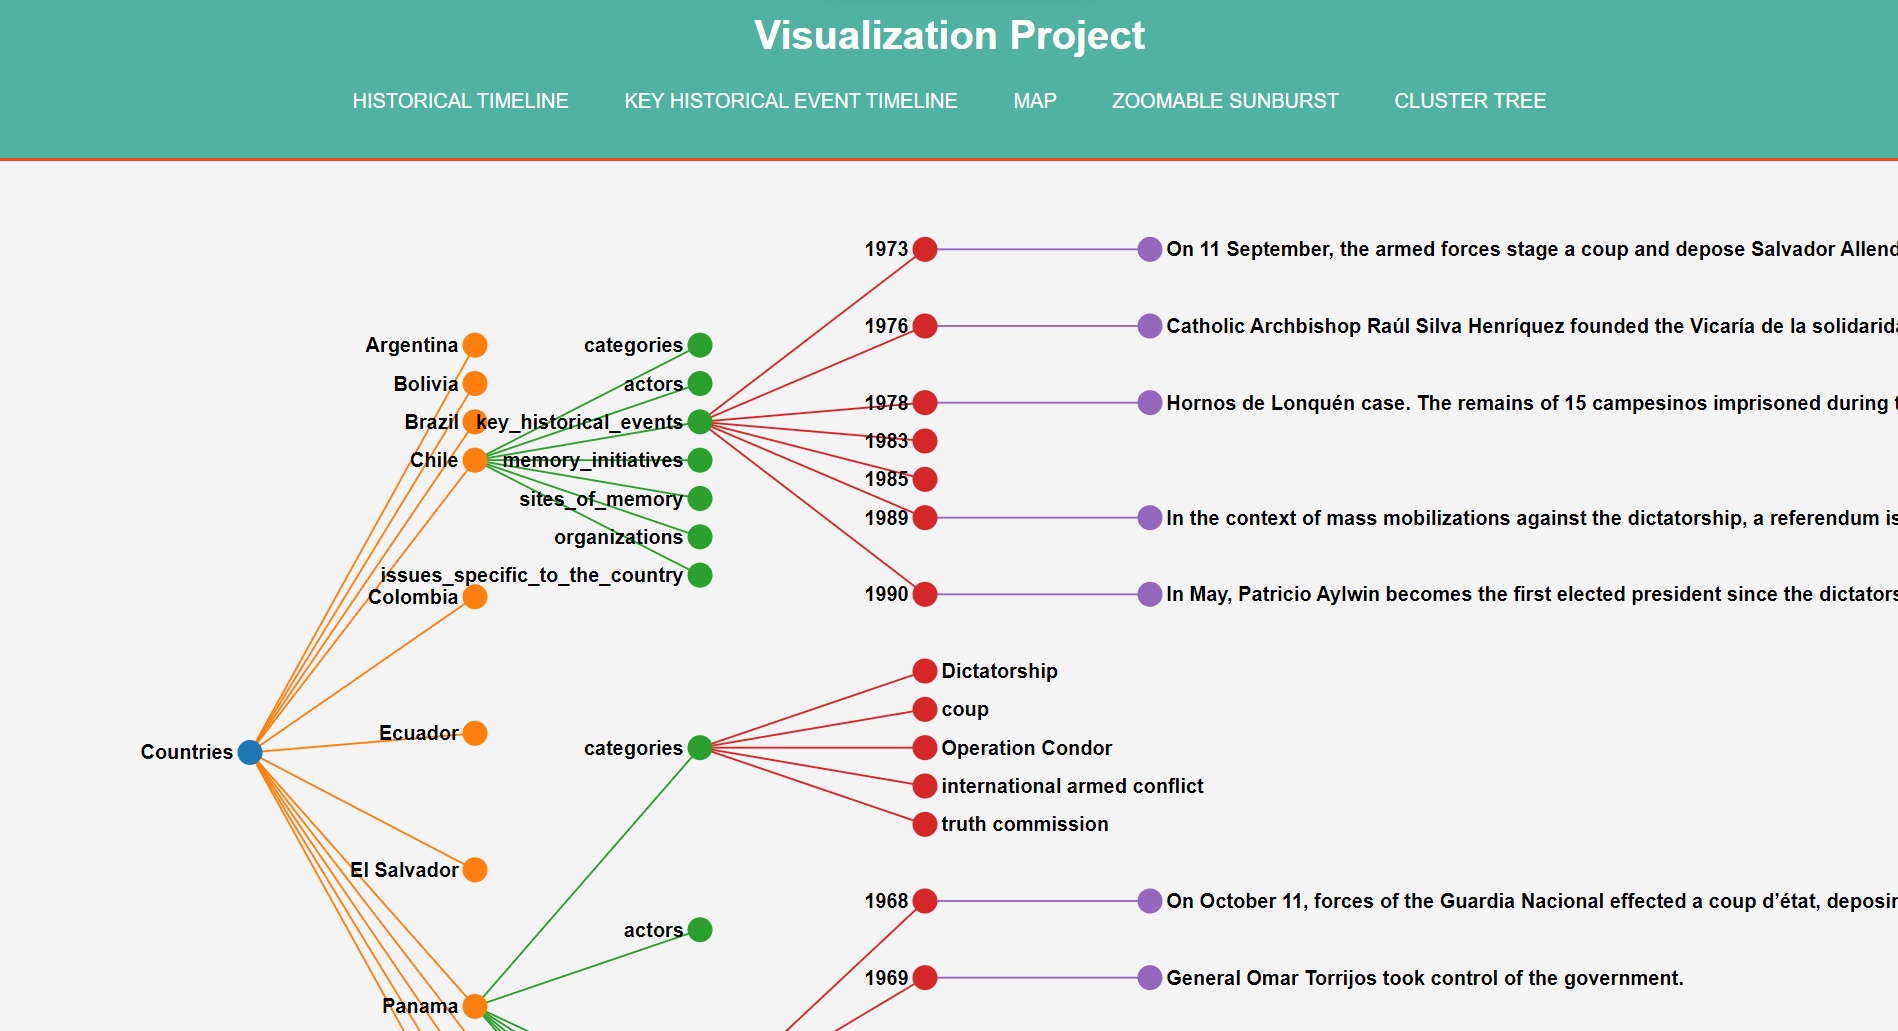 Visualization Project
HISTORICAL TIMELINE
KEY HISTORICAL EVENT TIMELINE
MAP
ZOOMABLE SUNBURST
CLUSTER TREE
Countries
Argentina
Bolivia
Brazil
Chile
Colombia
Ecuador
El Salvador
Panama
categories
actors
key_historical_events
memory_initiatives
sites_of_memory
organizations
issues_specific_to_the_country
1973
On 11 September, the armed forces stage a coup and depose Salvador Allend
1976
Catholic Archbishop Raúl Silva Henríquez founded the Vicaría de la solidarida
1978
Hornos de Lonquén case. The remains of 15 campesinos imprisoned during t
1983
1985
1989
In the context of mass mobilizations against the dictatorship, a referendum is
1990
In May, Patricio Aylwin becomes the first elected president since the dictators
categories
Dictatorship
coup
Operation Condor
international armed conflict
truth commission
actors
1968
On October 11, forces of the Guardia Nacional effected a coup d’état, deposin
1969
General Omar Torrijos took control of the government.